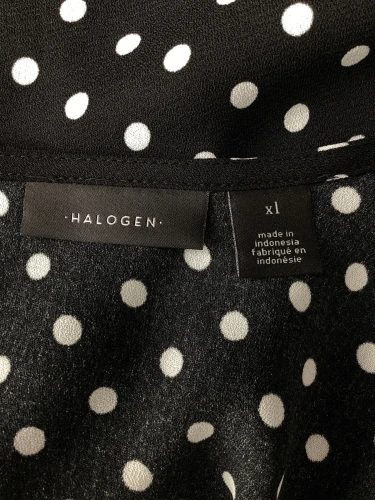 ·HALOGEN·
xl
made in
indonesia
fabriqué en
indonésie